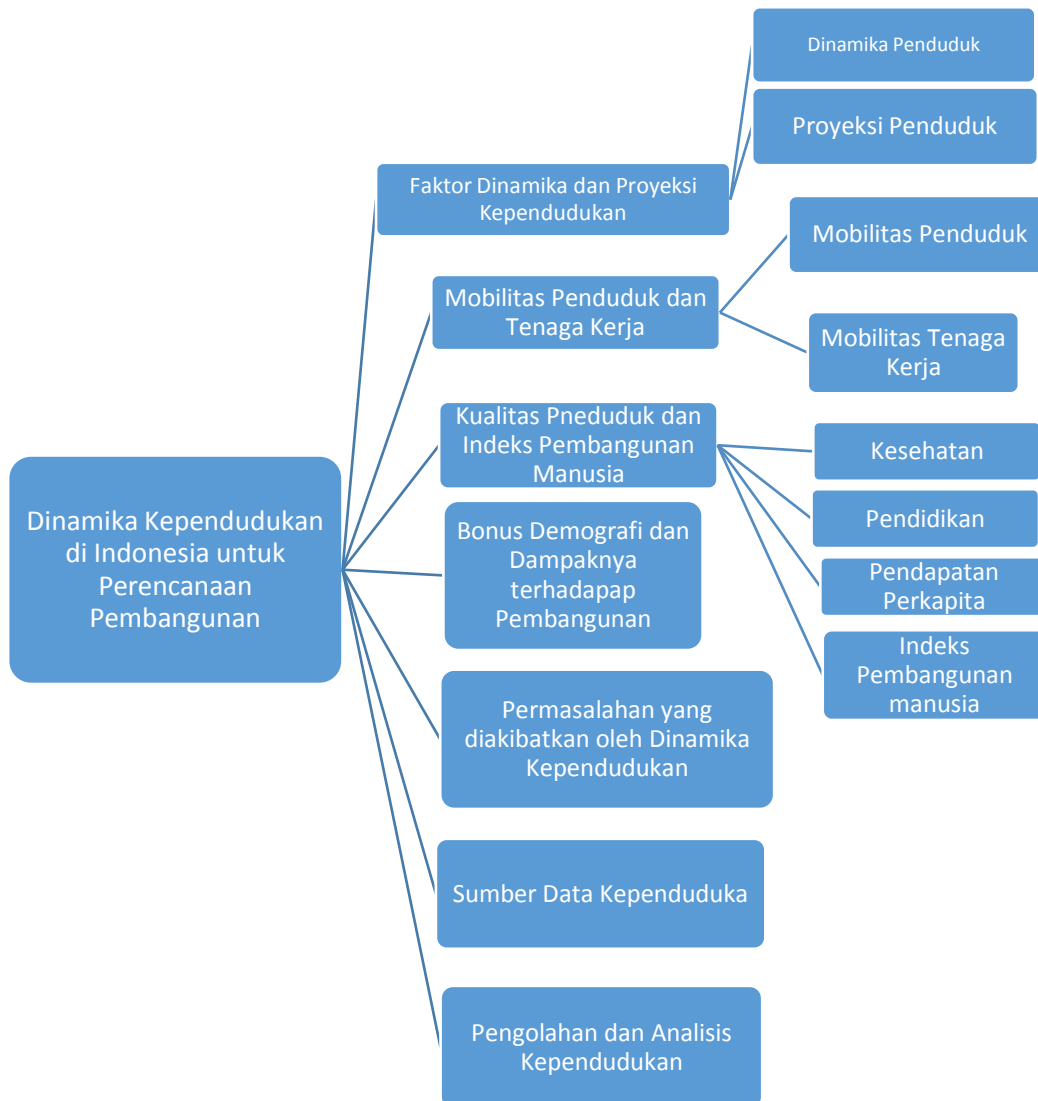 Dinamika Kependudukan
di Indonesia untuk
Perencanaan
Pembangunan
Faktor Dinamika dan Proyeksi
Kependudukan
Dinamika Penduduk
Proyeksi Penduduk
Mobilitas Penduduk dan
Tenaga Kerja
Mobilitas Penduduk
Mobilitas Tenaga
Kerja
Kualitas Pneduduk dan
Indeks Pembangunan
Manusia
Kesehatan
Pendidikan
Pendapatan
Perkapita
Indeks
Pembangunan
manusia
Bonus Demografi dan
Dampaknya
terhadapap
Pembangunan
Permasalahan yang
diakibatkan oleh Dinamika
Kependudukan
Sumber Data Kependuduka
Pengolahan dan Analisis
Kependudukan